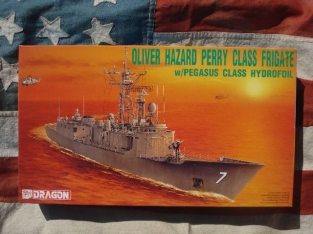 OLIVER HAZARD PERRY CLASS FRIGATE
w/PEGASUS CLASS HYDROFOIL
7
DRAGON